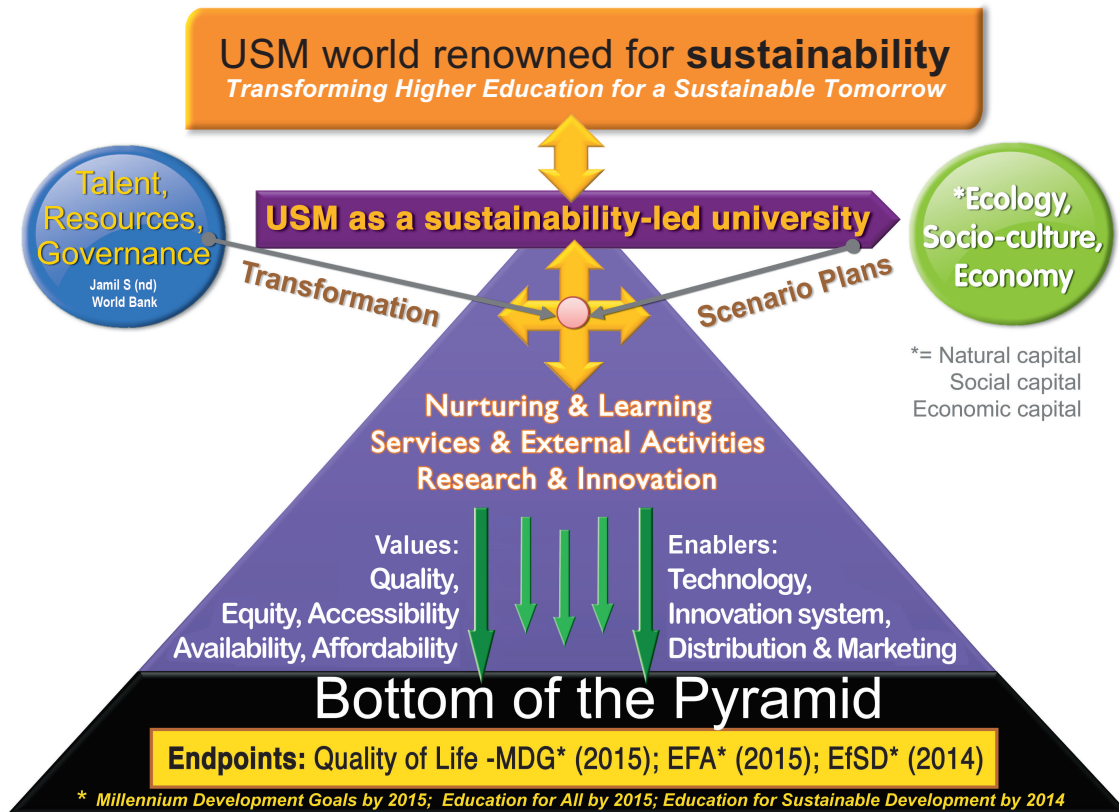 USM world renowned for sustainability
Transforming Higher Education for a Sustainable Tomorrow
Talent,
Resources,
Governance
Jamil S (nd)
World Bank
USM as a sustainability-led university
*Ecology,
Socio-culture,
Economy
Transformation
Scenario Plans
*= Natural capital
Social capital
Economic capital
Nurturing & Learning
Services & External Activities
Research & Innovation
Values:
Quality,
Equity, Accessibility
Availability, Affordability
Enablers:
Technology,
Innovation system,
Distribution & Marketing
Bottom of the Pyramid
Endpoints: Quality of Life -MDG* (2015); EFA* (2015); EfSD* (2014)
* Millennium Development Goals by 2015; Education for All by 2015; Education for Sustainable Development by 2014